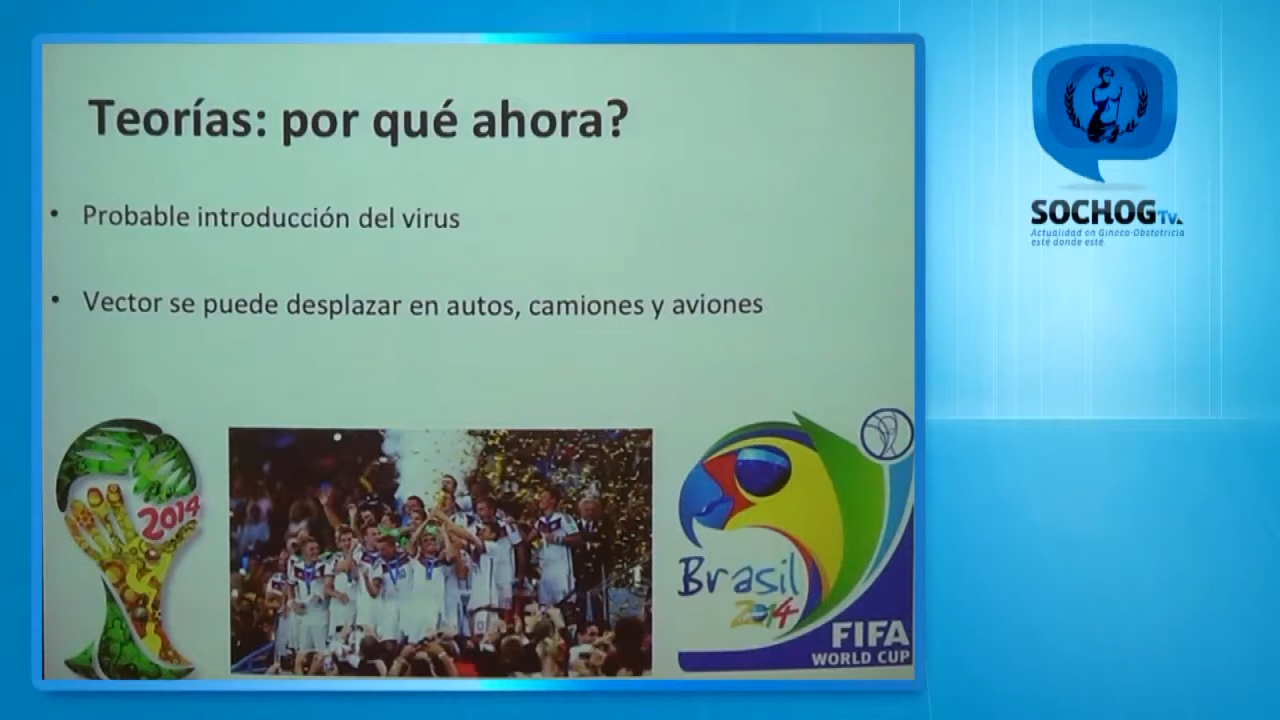 Teorías: por qué ahora?
• Probable introducción del virus
• Vector se puede desplazar en autos, camiones y aviones
2014
Brasil
2014
FIFA
WORLD CUP
SOCHOG Tv.
Actualidad en Gineco-Obstetricia
esté donde esté.